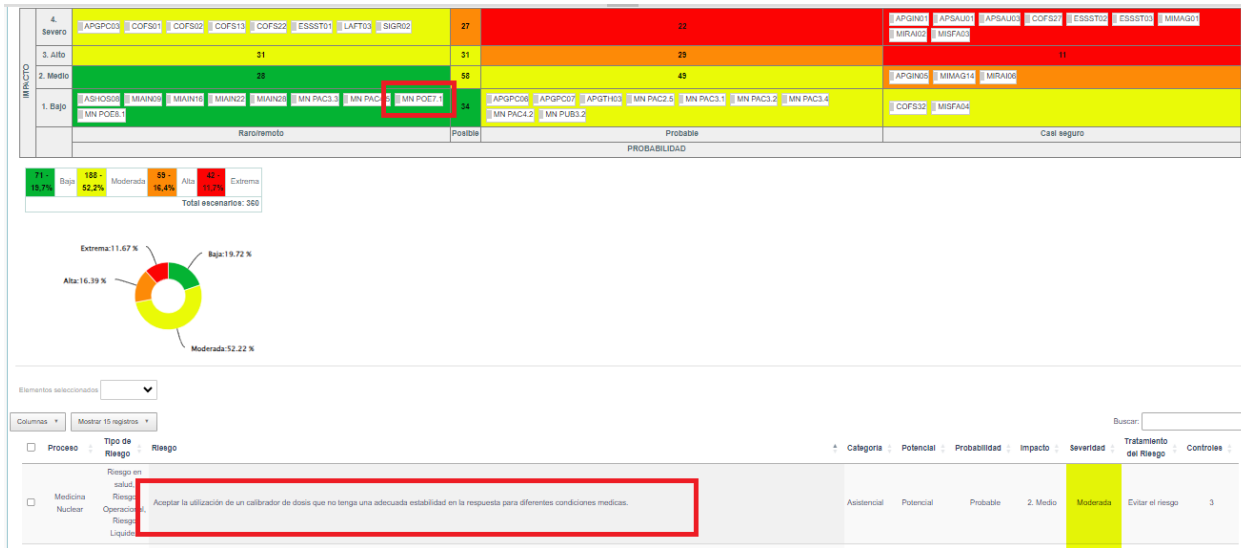 4. Severo
APGPC03 COFS01 COFS02 COFS13 COFS22 ESSST01 LAFT03 SIGR02
27
22
APGIN01 APSAU01 APSAU03 COFS27 ESSST02 ESSST03 MIMAG01
MIRAI02 MISFA03
3. Alto
31
31
29
11
IMPACTO
2. Medio
28
58
49
APGIN05 MIMAG14 MIRAI06
1. Bajo
ASHOS08 MIAIN09 MIAIN16 MIAIN22 MIAIN28 MN PAC3.3 MN PAC4.5 MN POE7.1
MN POE8.1
34
APGPC06 APGPC07 APGTH03 MN PAC2.5 MN PAC3.1 MN PAC3.2 MN PAC3.4
MN PAC4.2 MN PUB3.2
COFS32 MISFA04
Raro/remoto Posible Probable Casi seguro
PROBABILIDAD
71 - 19,7% Baja 188 - 52,2% Moderada 59 - 16,4% Alta 42 - 11,7% Extrema
Total escenarios: 360
Extrema:11.67 %
Baja:19.72 %
Alta:16.39 %
Moderada:52.22 %
Elementos seleccionados
Columnas Mostrar 15 registros Buscar:
Proceso Tipo de Riesgo Riesgo Categoria Potencial Probabilidad Impacto Severidad Tratamiento del Riesgo Controles
Medicina Nuclear
Riesgo en salud, Riesgo Operacional, Riesgo Liquidez
Aceptar la utilización de un calibrador de dosis que no tenga una adecuada estabilidad en la respuesta para diferentes condiciones medicas.
Asistencial Potencial Probable 2. Medio Moderada Evitar el riesgo 3